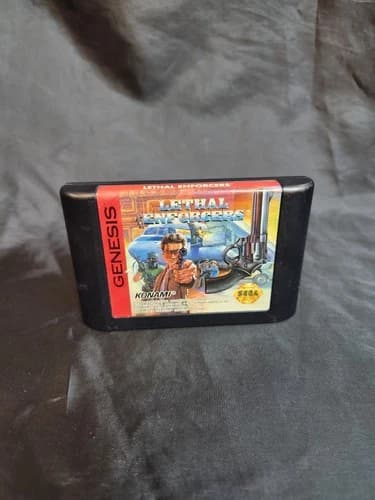 LETHAL ENFORCERS
LETHAL
ENFORCERS
GENESIS
KONAMI
SEGA